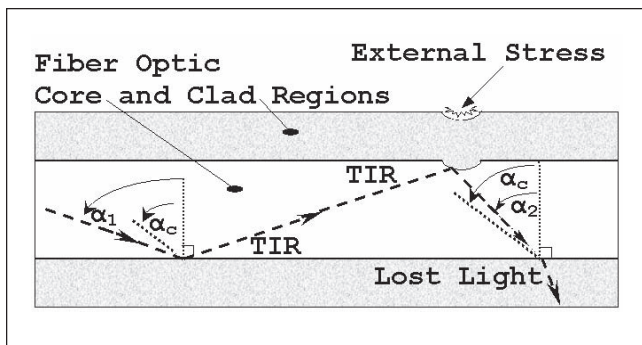 External Stress
Fiber Optic
Core and Clad Regions
TIR
α1
αc
TIR
αc
α2
Lost Light